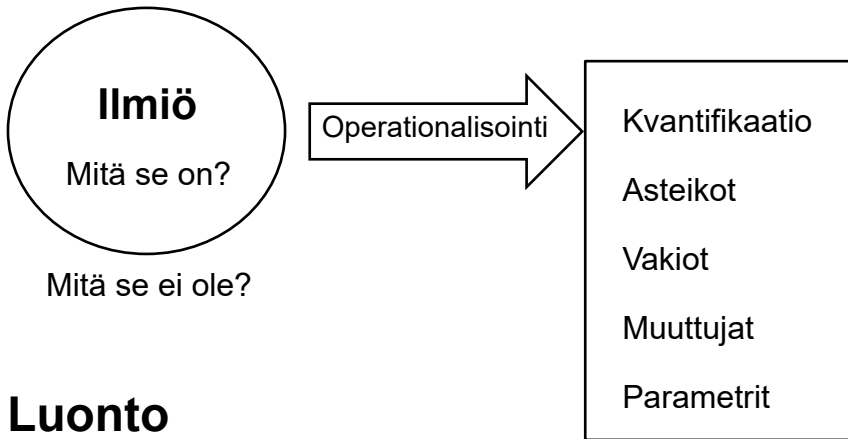 Ilmiö
Mitä se on?
Mitä se ei ole?
Luonto
Operationalisointi
Kvantifikaatio
Asteikot
Vakiot
Muuttujat
Parametrit